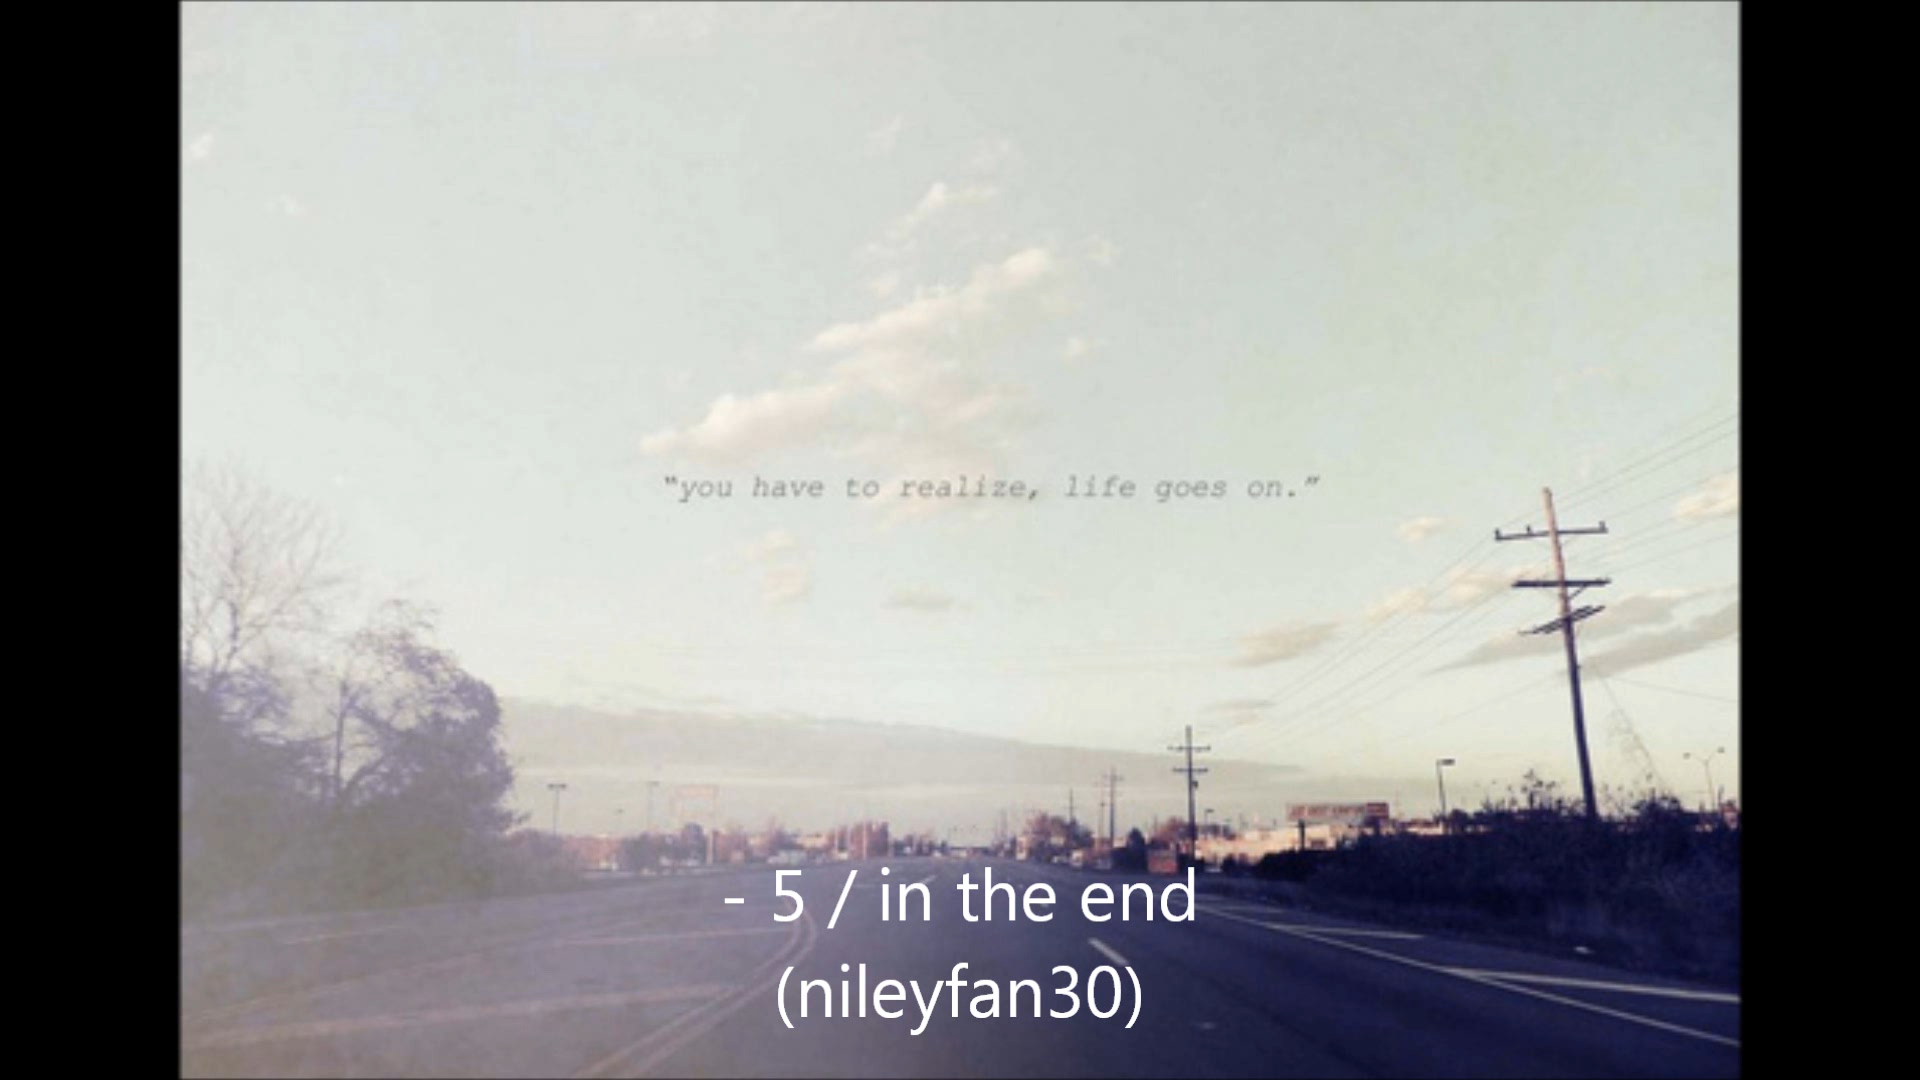 “you have to realize, life goes on.”
- 5 / in the end
(nileyfan30)